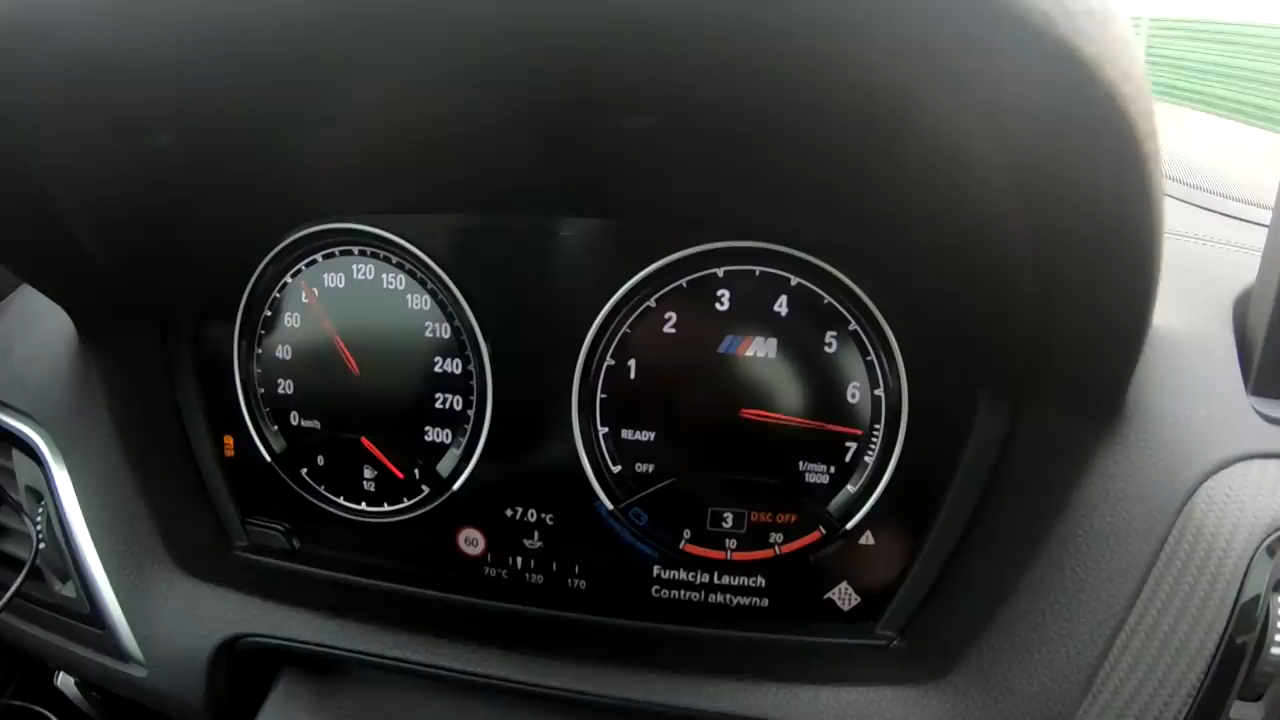 0 km/h
20
40
60
80
100
120
150
180
210
240
270
300
0
1/2
1
60
+7.0 °C
70°C 120 170
OFF
READY
1
2
3
4
5
6
7
M
1/min x
1000
3
DSC OFF
0
10
20
Funkcja Launch
Control aktywna